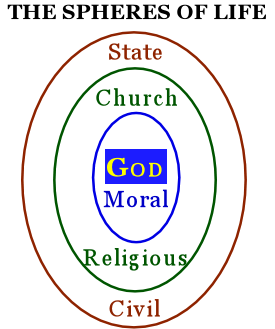 THE SPHERES OF LIFE
State
Church
GOD
Moral
Religious
Civil